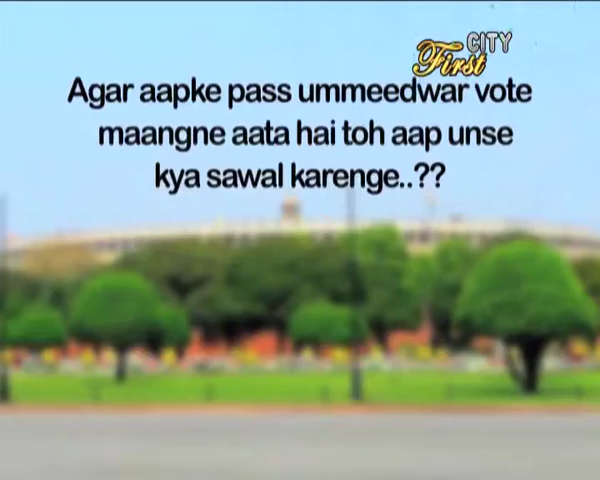 CITY
First
Agar aapke pass ummeedwar vote
maangne aata hai toh aap unse
kya sawal karenge..??